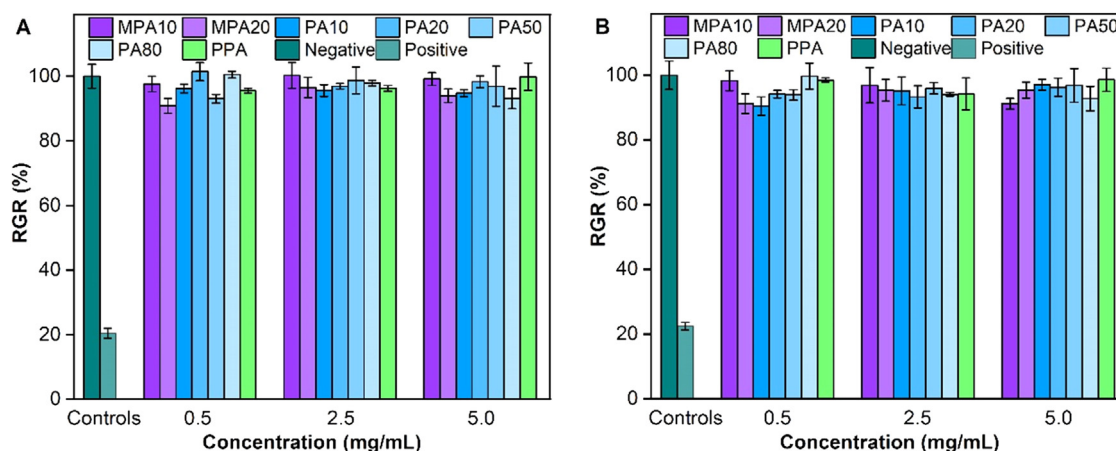 A
MPA10 MPA20 PA10 PA20 PA50
PA80 PPA Negative Positive
100
80
60
40
20
0
RGR (%)
Controls 0.5 2.5 5.0
Concentration (mg/mL)
B
MPA10 MPA20 PA10 PA20 PA50
PA80 PPA Negative Positive
100
80
60
40
20
0
RGR (%)
Controls 0.5 2.5 5.0
Concentration (mg/mL)